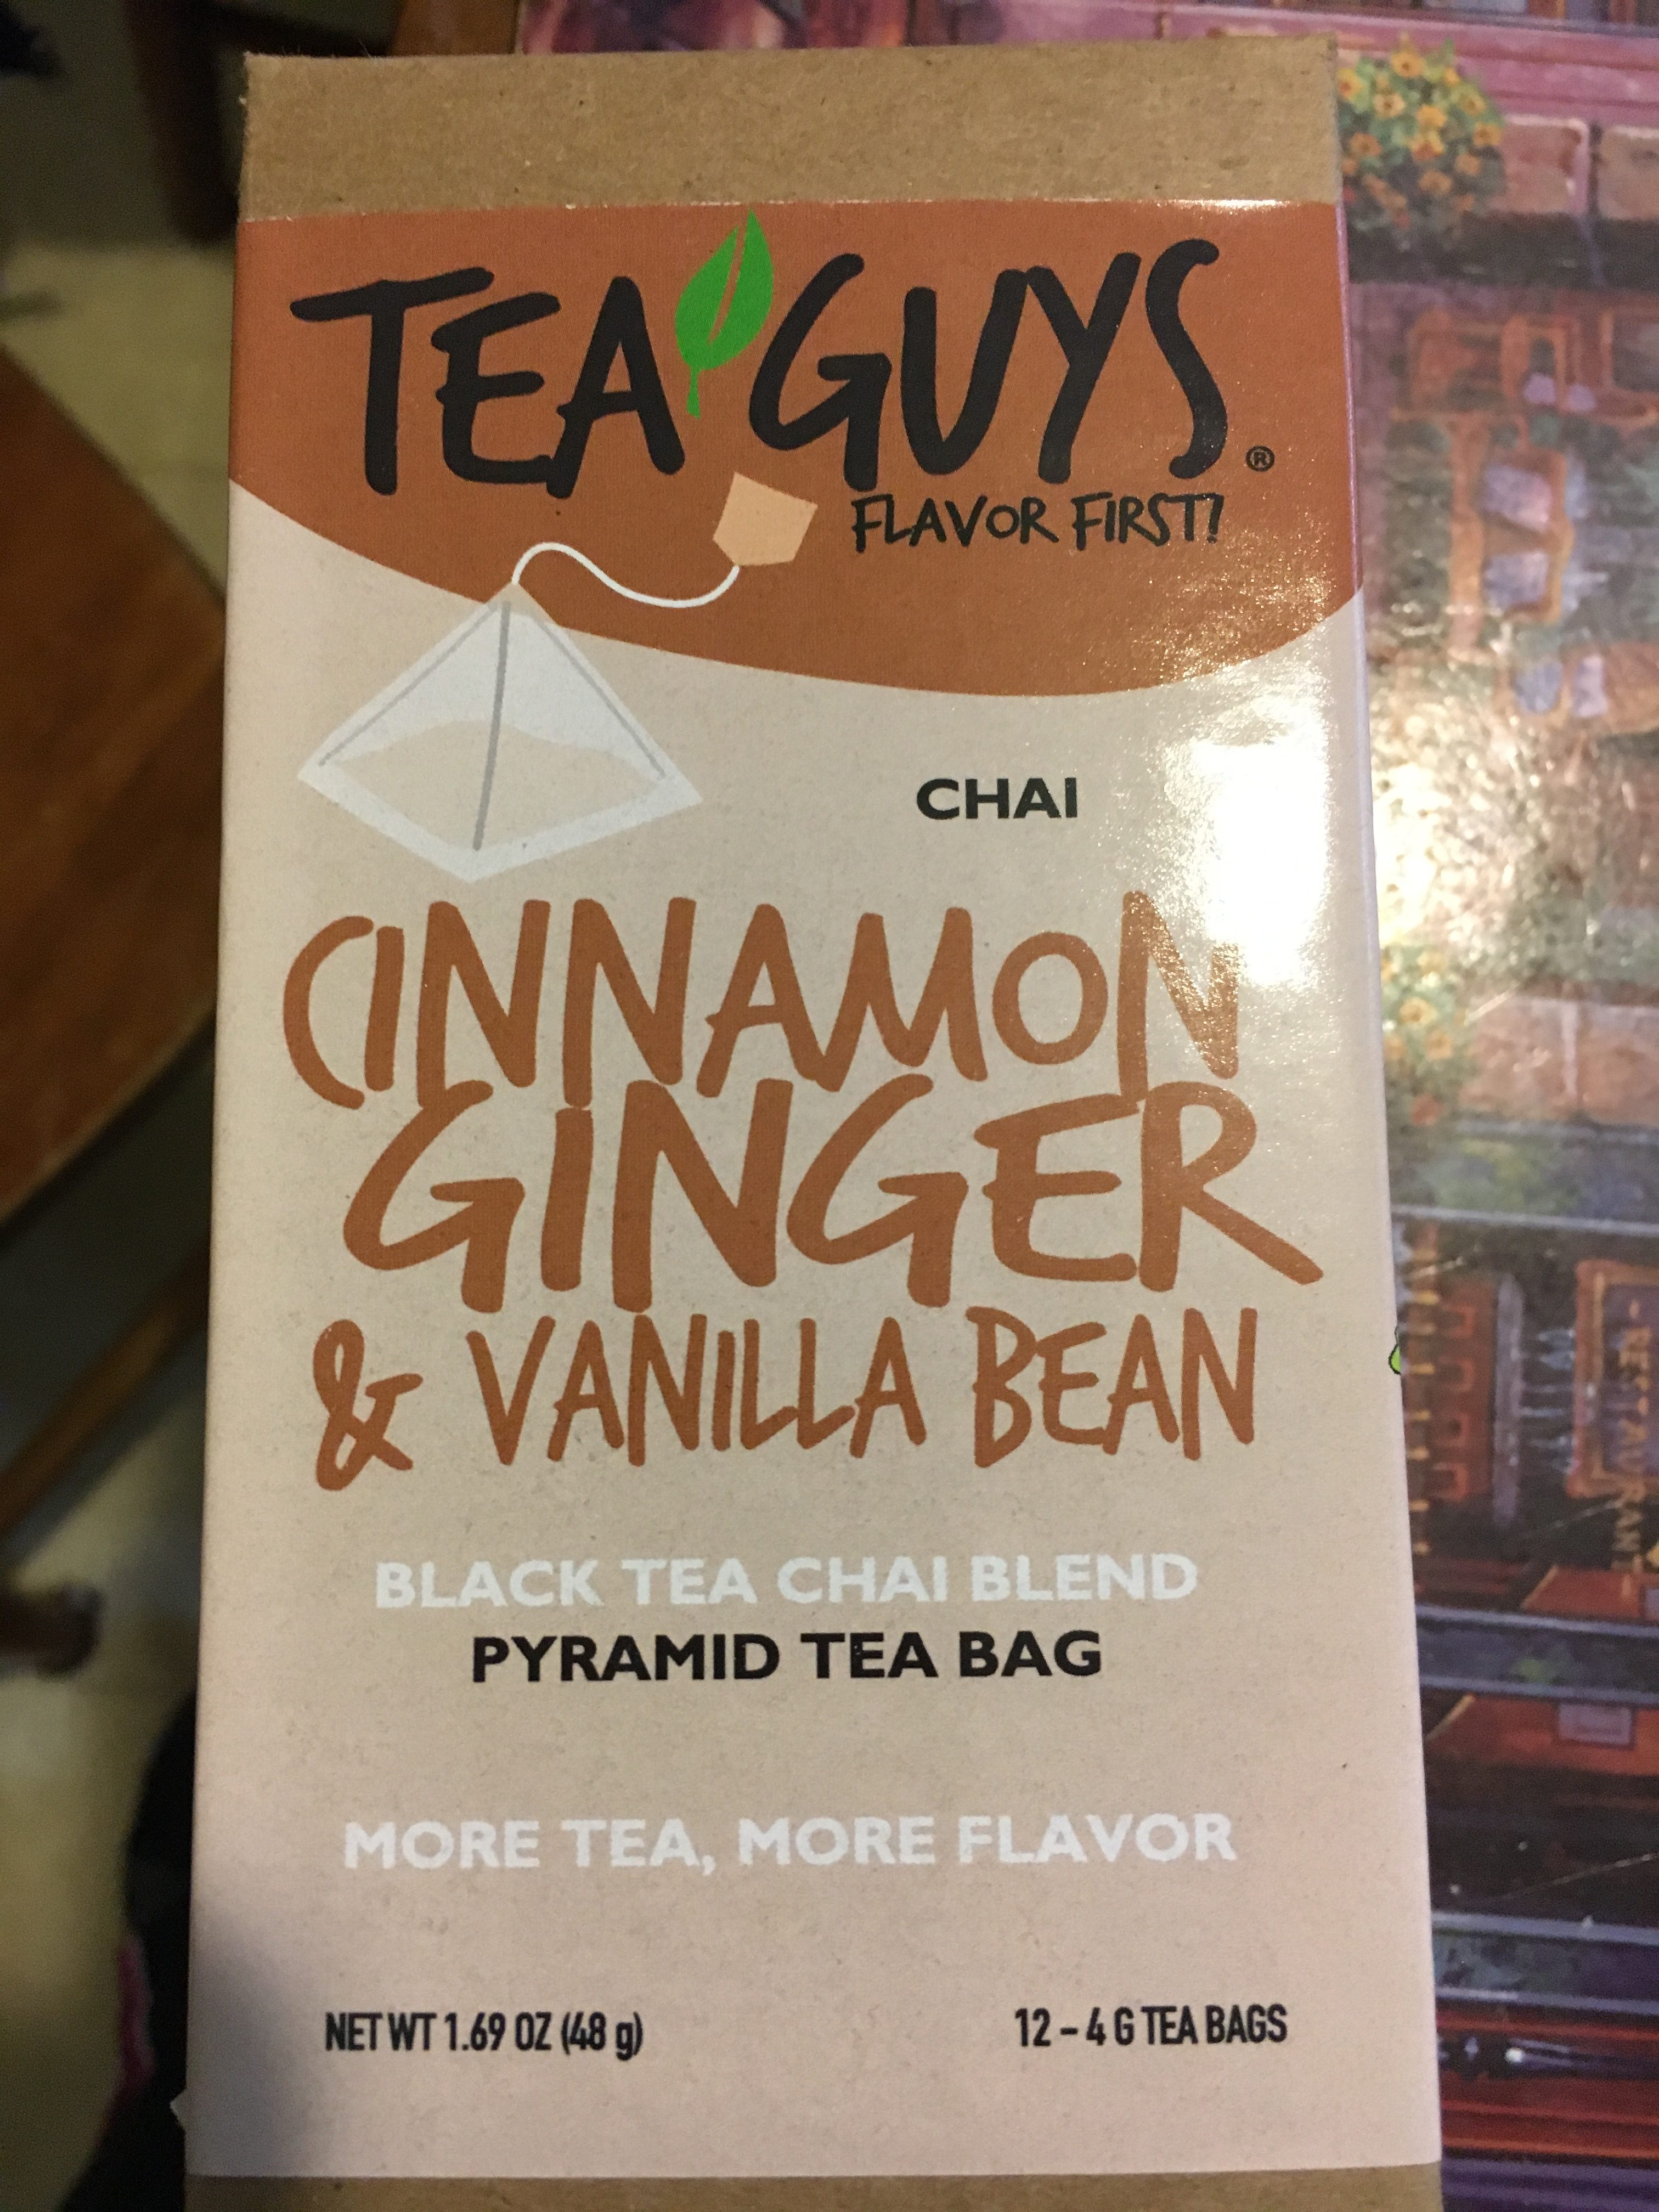 TEA GUYS®
FLAVOR FIRST!
CHAI
CINNAMON
GINGER
& VANILLA BEAN
BLACK TEA CHAI BLEND
PYRAMID TEA BAG
MORE TEA, MORE FLAVOR
NET WT 1.69 OZ (48 g)
12 – 4 G TEA BAGS
RESTAURANT